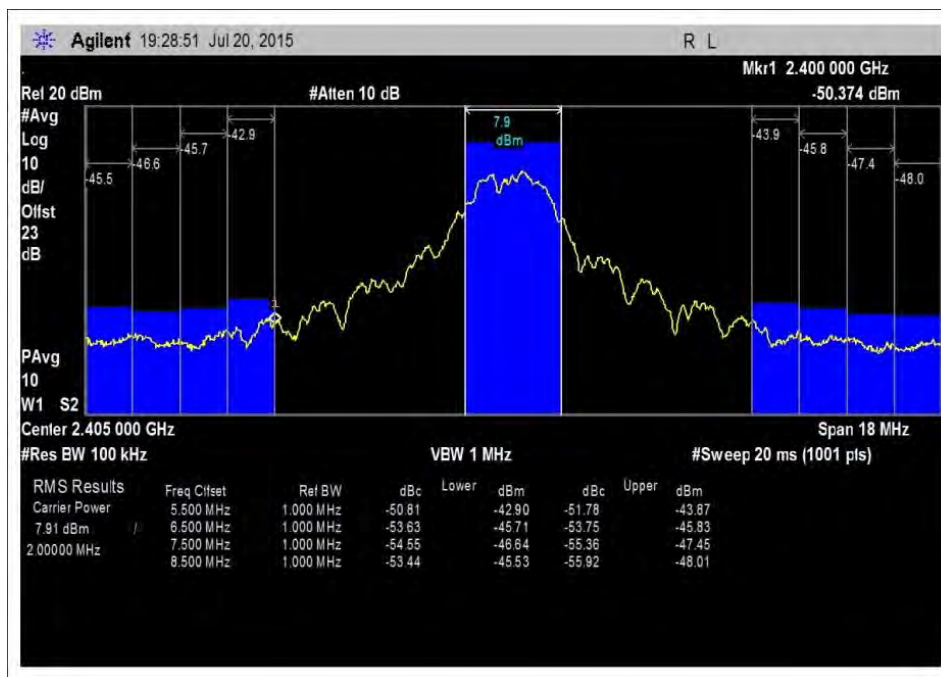 Agilent 19:28:51 Jul 20, 2015 R L
Mkr1 2.400 000 GHz
Rel 20 dBm #Atten 10 dB -50.374 dBm
#Avg
Log
10
dB/
Offst
23
dB
7.9
dBm
-45.5 -46.6 -45.7 -42.9
-43.9 -45.8 -47.4 -48.0
1
PAvg
10
W1 S2
Center 2.405 000 GHz Span 18 MHz
#Res BW 100 kHz VBW 1 MHz #Sweep 20 ms (1001 pts)
RMS Results Freq Clfset Ref BW dBc Lower dBm dBc Upper dBm
Carrier Power 5.500 MHz 1.000 MHz -50.81 -42.90 -51.78 -43.87
7.91 dBm / 6.500 MHz 1.000 MHz -53.63 -45.71 -53.75 -45.83
2.00000 MHz 7.500 MHz 1.000 MHz -54.55 -46.64 -55.36 -47.45
8.500 MHz 1.000 MHz -53.44 -45.53 -55.92 -48.01